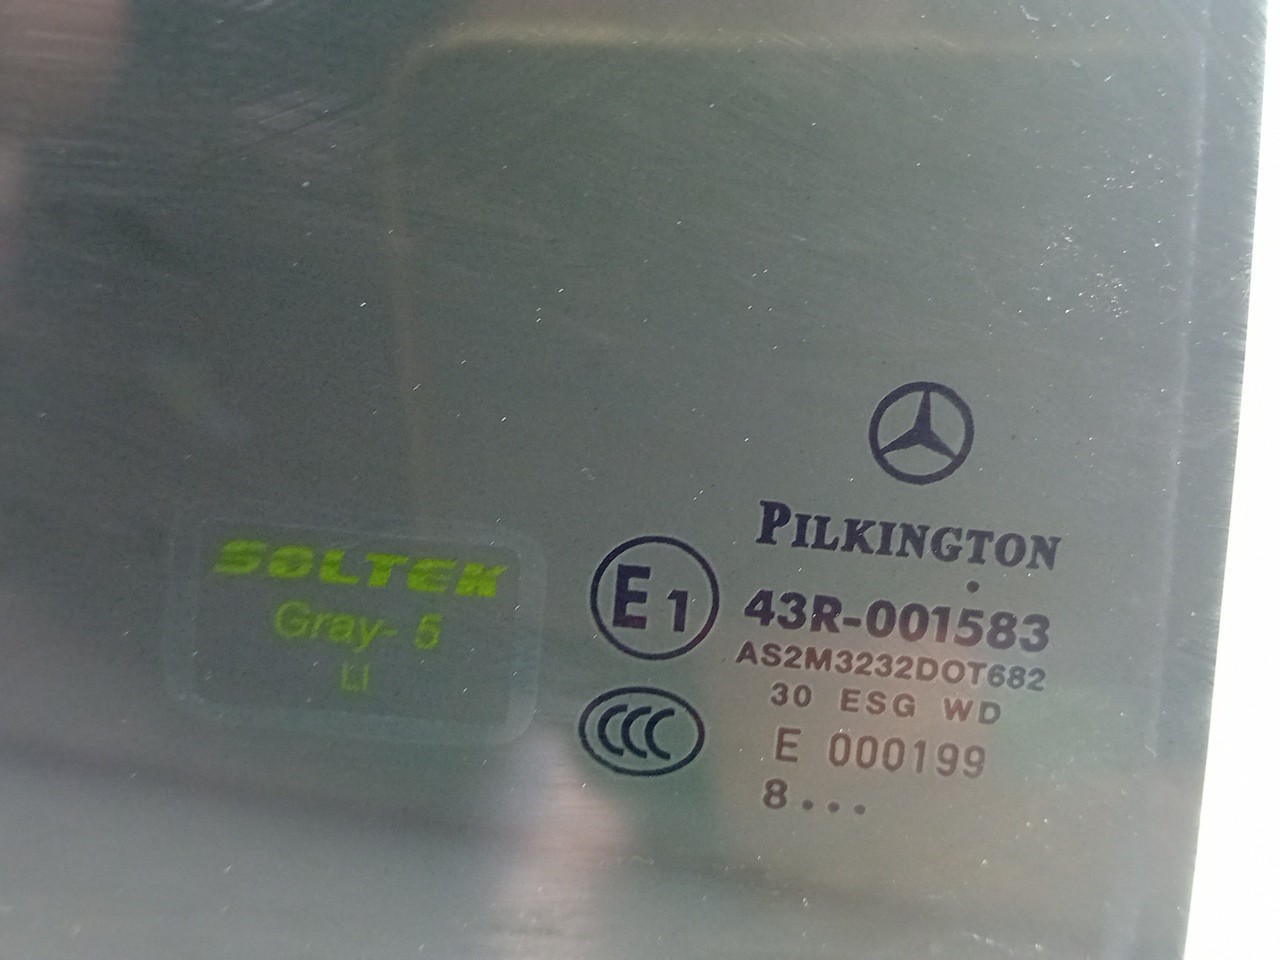 PILKINGTON
E1
43R-001583
AS2M3232DOT682
30 ESG WD
CCC
E 000199
8...
SOLTEK
Gray- 5
LI